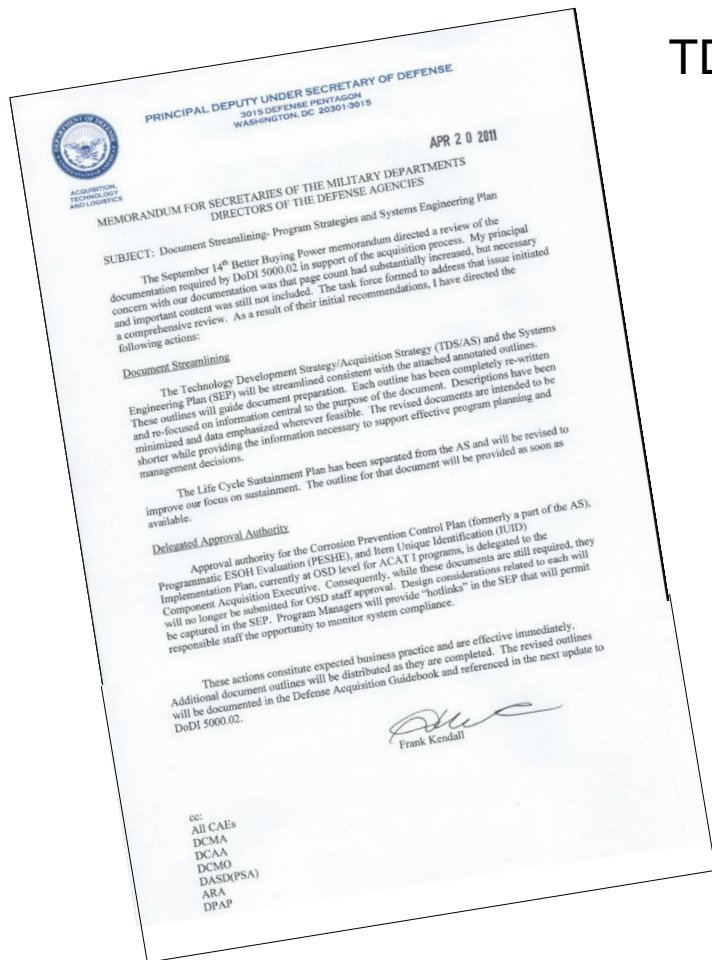 TD
PRINCIPAL DEPUTY UNDER SECRETARY OF DEFENSE
3015 DEFENSE PENTAGON
WASHINGTON, DC 20301-3015
ACQUISITION,
TECHNOLOGY
AND LOGISTICS
APR 20 2011
MEMORANDUM FOR SECRETARIES OF THE MILITARY DEPARTMENTS
DIRECTORS OF THE DEFENSE AGENCIES
SUBJECT: Document Streamlining- Program Strategies and Systems Engineering Plan
The September 14th Better Buying Power memorandum directed a review of the
documentation required by DoDI 5000.02 in support of the acquisition process. My principal
concern with our documentation was that page count had substantially increased, but necessary
and important content was still not included. The task force formed to address that issue initiated
a comprehensive review. As a result of their initial recommendations, I have directed the
following actions:
Document Streamlining
The Technology Development Strategy/Acquisition Strategy (TDS/AS) and the Systems
Engineering Plan (SEP) will be streamlined consistent with the attached annotated outlines.
These outlines will guide document preparation. Each outline has been completely re-written
and re-focused on information central to the purpose of the document. Descriptions have been
minimized and data emphasized wherever feasible. The revised documents are intended to be
shorter while providing the information necessary to support effective program planning and
management decisions.
The Life Cycle Sustainment Plan has been separated from the AS and will be revised to
improve our focus on sustainment. The outline for that document will be provided as soon as
available.
Delegated Approval Authority
Approval authority for the Corrosion Prevention Control Plan (formerly a part of the AS),
Programmatic ESOH Evaluation (PESHE), and Item Unique Identification (IUID)
Implementation Plan, currently at OSD level for ACAT I programs, is delegated to the
Component Acquisition Executive. Consequently, while these documents are still required, they
will no longer be submitted for OSD staff approval. Design considerations related to each will
be captured in the SEP. Program Managers will provide "hotlinks" in the SEP that will permit
responsible staff the opportunity to monitor system compliance.
These actions constitute expected business practice and are effective immediately.
Additional document outlines will be distributed as they are completed. The revised outlines
will be documented in the Defense Acquisition Guidebook and referenced in the next update to
DoDI 5000.02.
Frank Kendall
cc:
All CAEs
DCMA
DCAA
DCMO
DASD(PSA)
ARA
DPAP